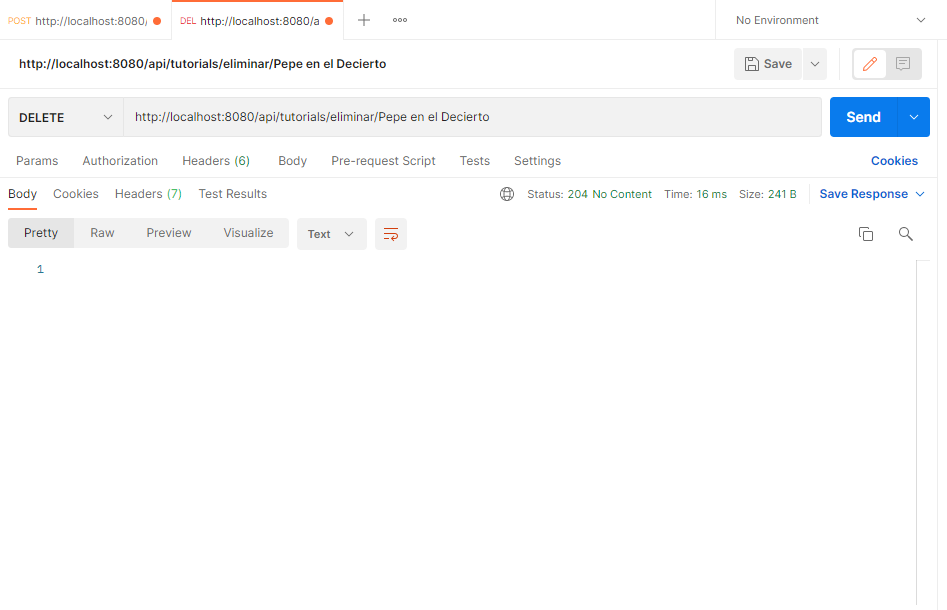 POST http://localhost:8080/ DEL http://localhost:8080/a No Environment
http://localhost:8080/api/tutorials/eliminar/Pepe en el Decierto Save
DELETE http://localhost:8080/api/tutorials/eliminar/Pepe en el Decierto Send
Params Authorization Headers (6) Body Pre-request Script Tests Settings Cookies
Body Cookies Headers (7) Test Results Status: 204 No Content Time: 16 ms Size: 241 B Save Response
Pretty Raw Preview Visualize Text
1